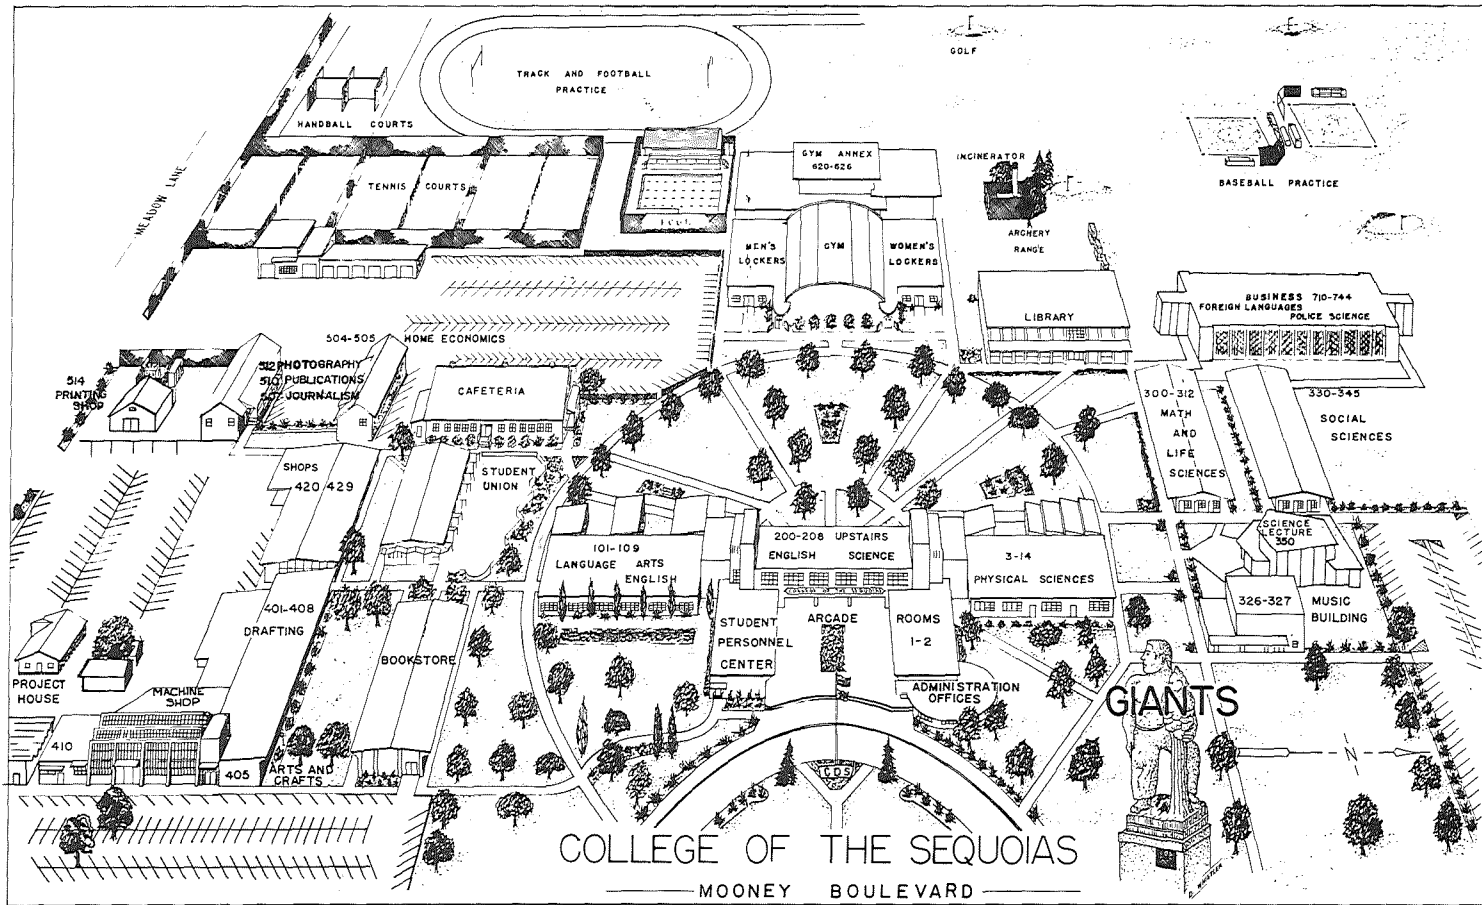 GOLF
TRACK AND FOOTBALL
PRACTICE
HANDBALL COURTS
GYM ANNEX
620-626
INCINERATOR
BASEBALL PRACTICE
MEADOW LANE
TENNIS COURTS
POOL
MEN'S
LOCKERS
GYM
WOMEN'S
LOCKERS
ARCHERY
RANGE
LIBRARY
BUSINESS 710-744
FOREIGN LANGUAGES
POLICE SCIENCE
504-505 HOME ECONOMICS
512 PHOTOGRAPHY
510 PUBLICATIONS
507 JOURNALISM
514
PRINTING
SHOP
CAFETERIA
300-312
MATH
AND
LIFE
SCIENCES
330-345
SOCIAL
SCIENCES
SHOPS
420 429
STUDENT
UNION
SCIENCE
LECTURE
350
200-208 UPSTAIRS
ENGLISH SCIENCE
101-109
LANGUAGE ARTS
ENGLISH
3-14
PHYSICAL SCIENCES
COLLEGE OF THE SEQUOIAS
401-408
DRAFTING
STUDENT
PERSONNEL
CENTER
ARCADE
ROOMS
1-2
326-327
MUSIC
BUILDING
BOOKSTORE
PROJECT
HOUSE
MACHINE
SHOP
ADMINISTRATION
OFFICES
GIANTS
410
405
ARTS AND
CRAFTS
N
COS
COLLEGE OF THE SEQUOIAS
MOONEY BOULEVARD